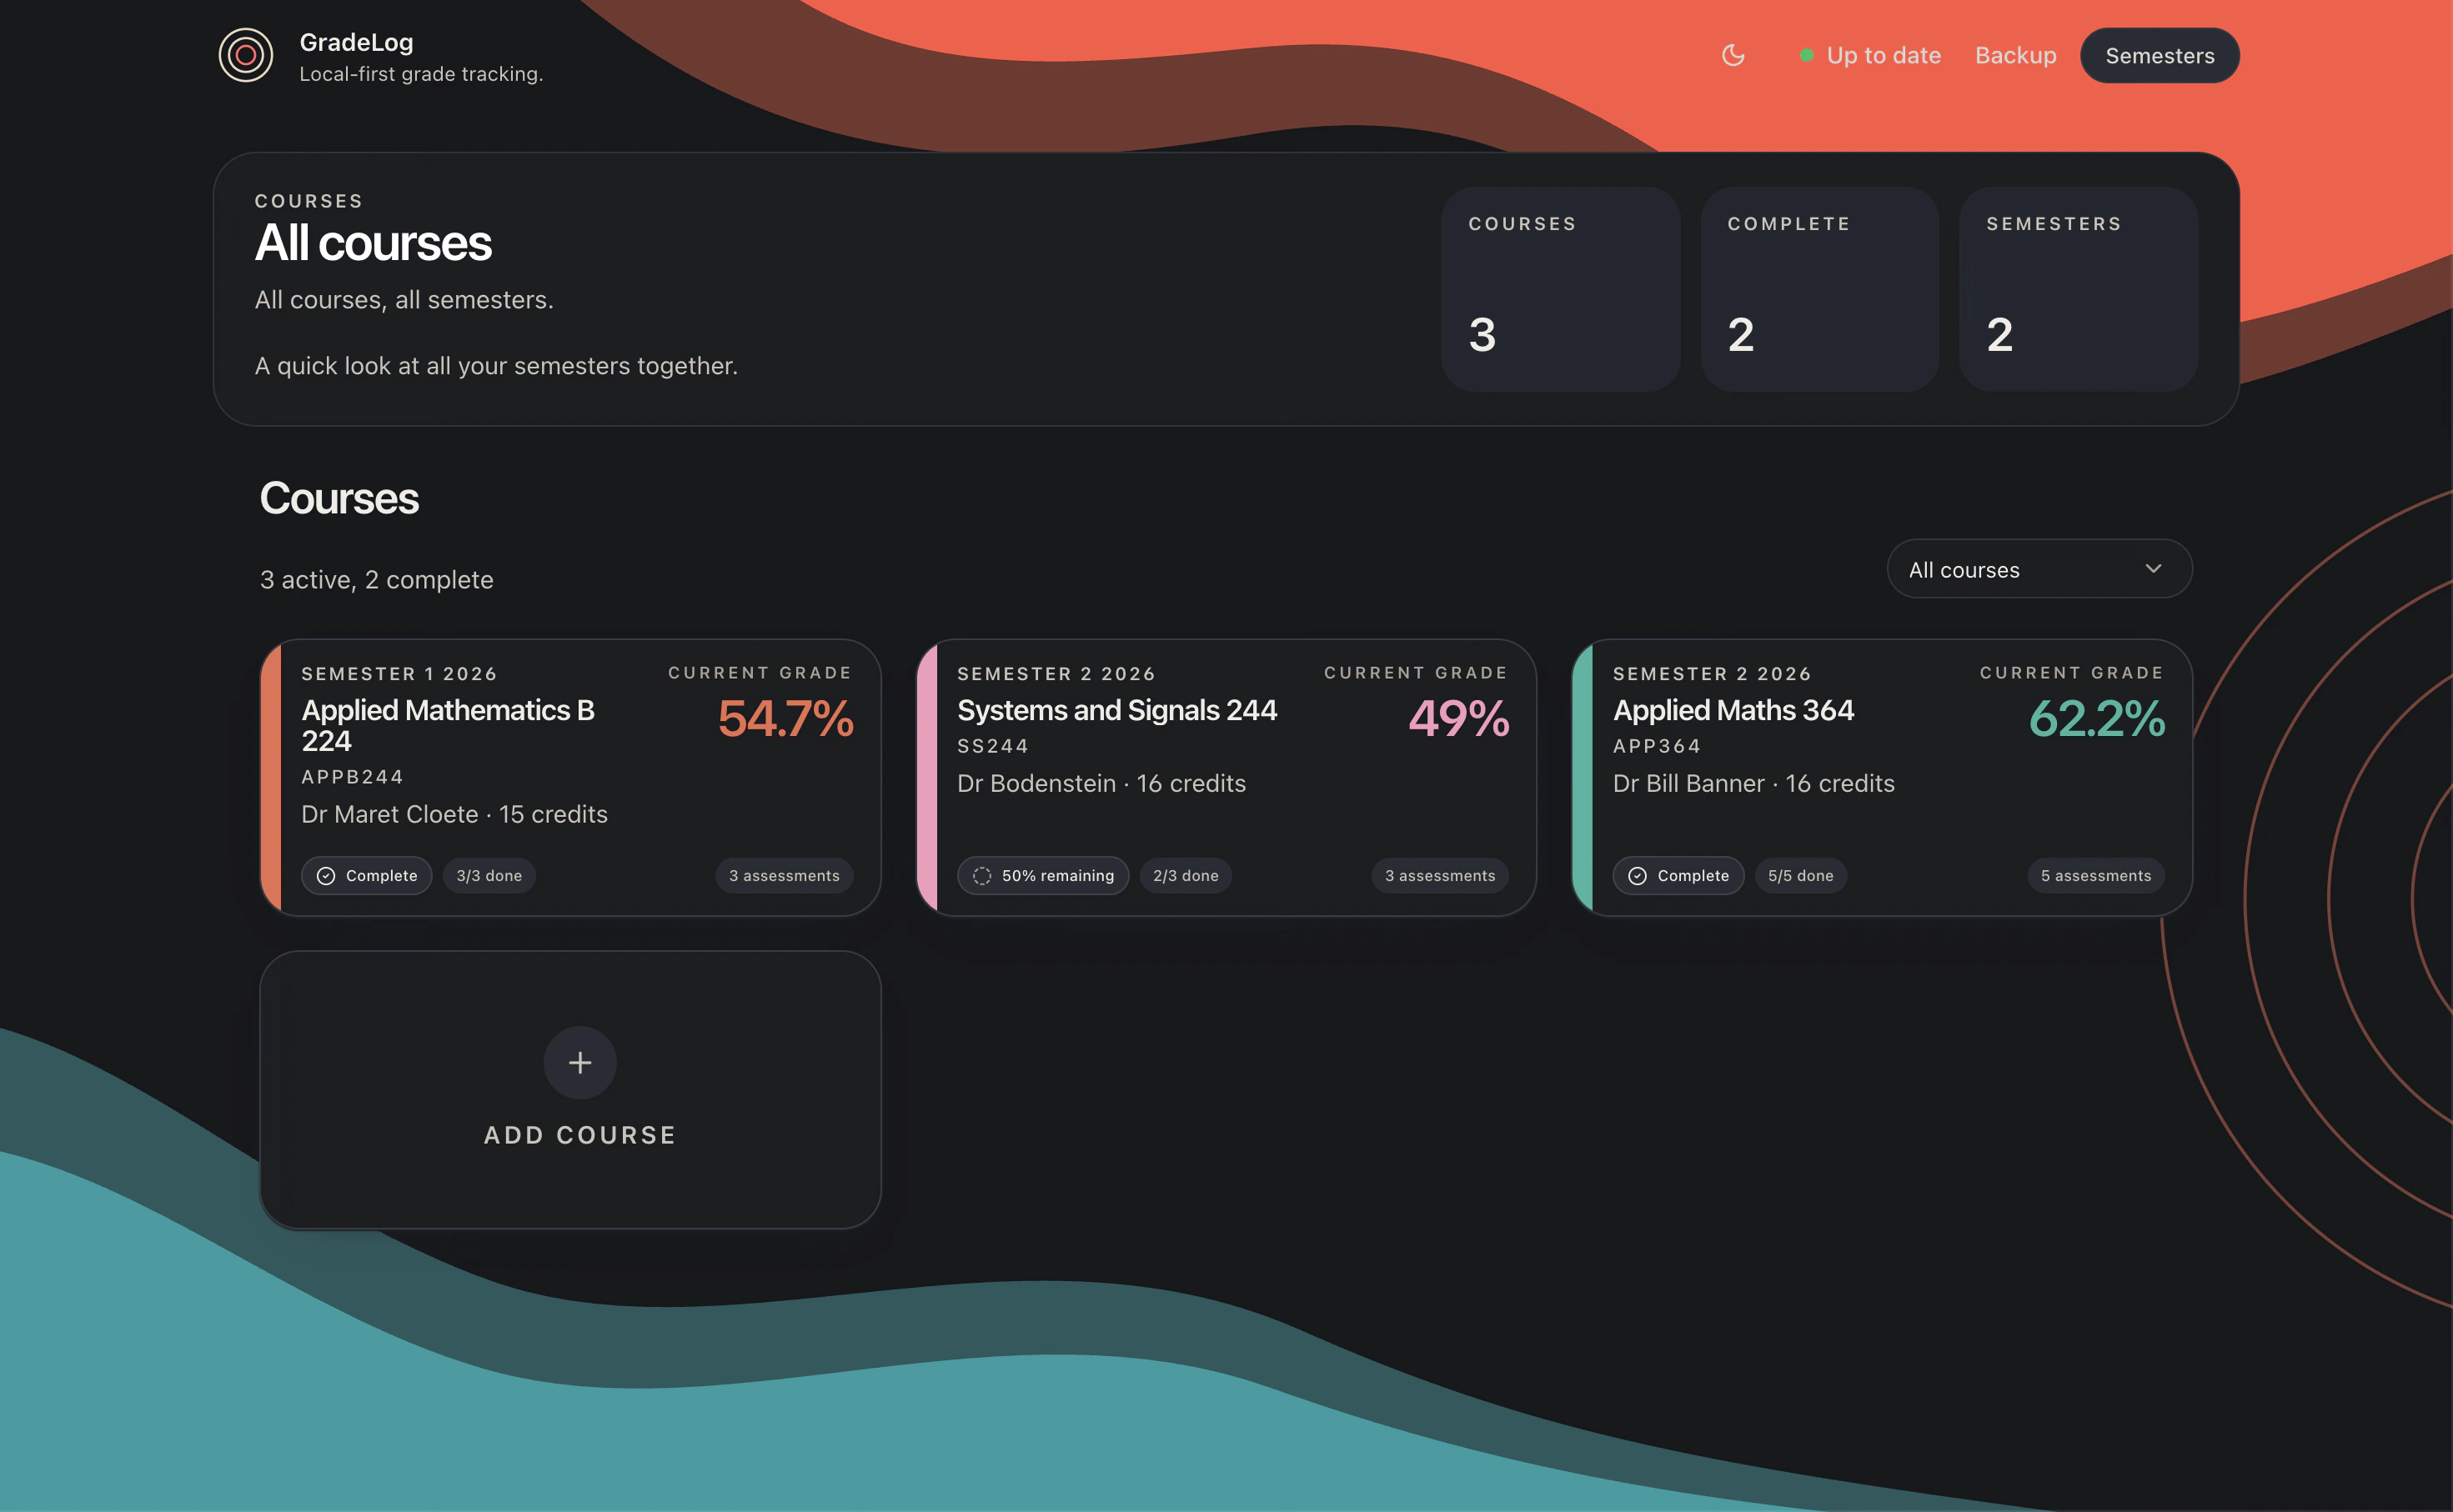 GradeLog
Local-first grade tracking.
Up to date
Backup
Semesters
COURSES
All courses
All courses, all semesters.
A quick look at all your semesters together.
COURSES
3
COMPLETE
2
SEMESTERS
2
Courses
3 active, 2 complete
All courses
SEMESTER 1 2026
CURRENT GRADE
Applied Mathematics B
224
54.7%
APPB244
Dr Maret Cloete · 15 credits
Complete
3/3 done
3 assessments
SEMESTER 2 2026
CURRENT GRADE
Systems and Signals 244
49%
SS244
Dr Bodenstein · 16 credits
50% remaining
2/3 done
3 assessments
SEMESTER 2 2026
CURRENT GRADE
Applied Maths 364
62.2%
APP364
Dr Bill Banner · 16 credits
Complete
5/5 done
5 assessments
ADD COURSE